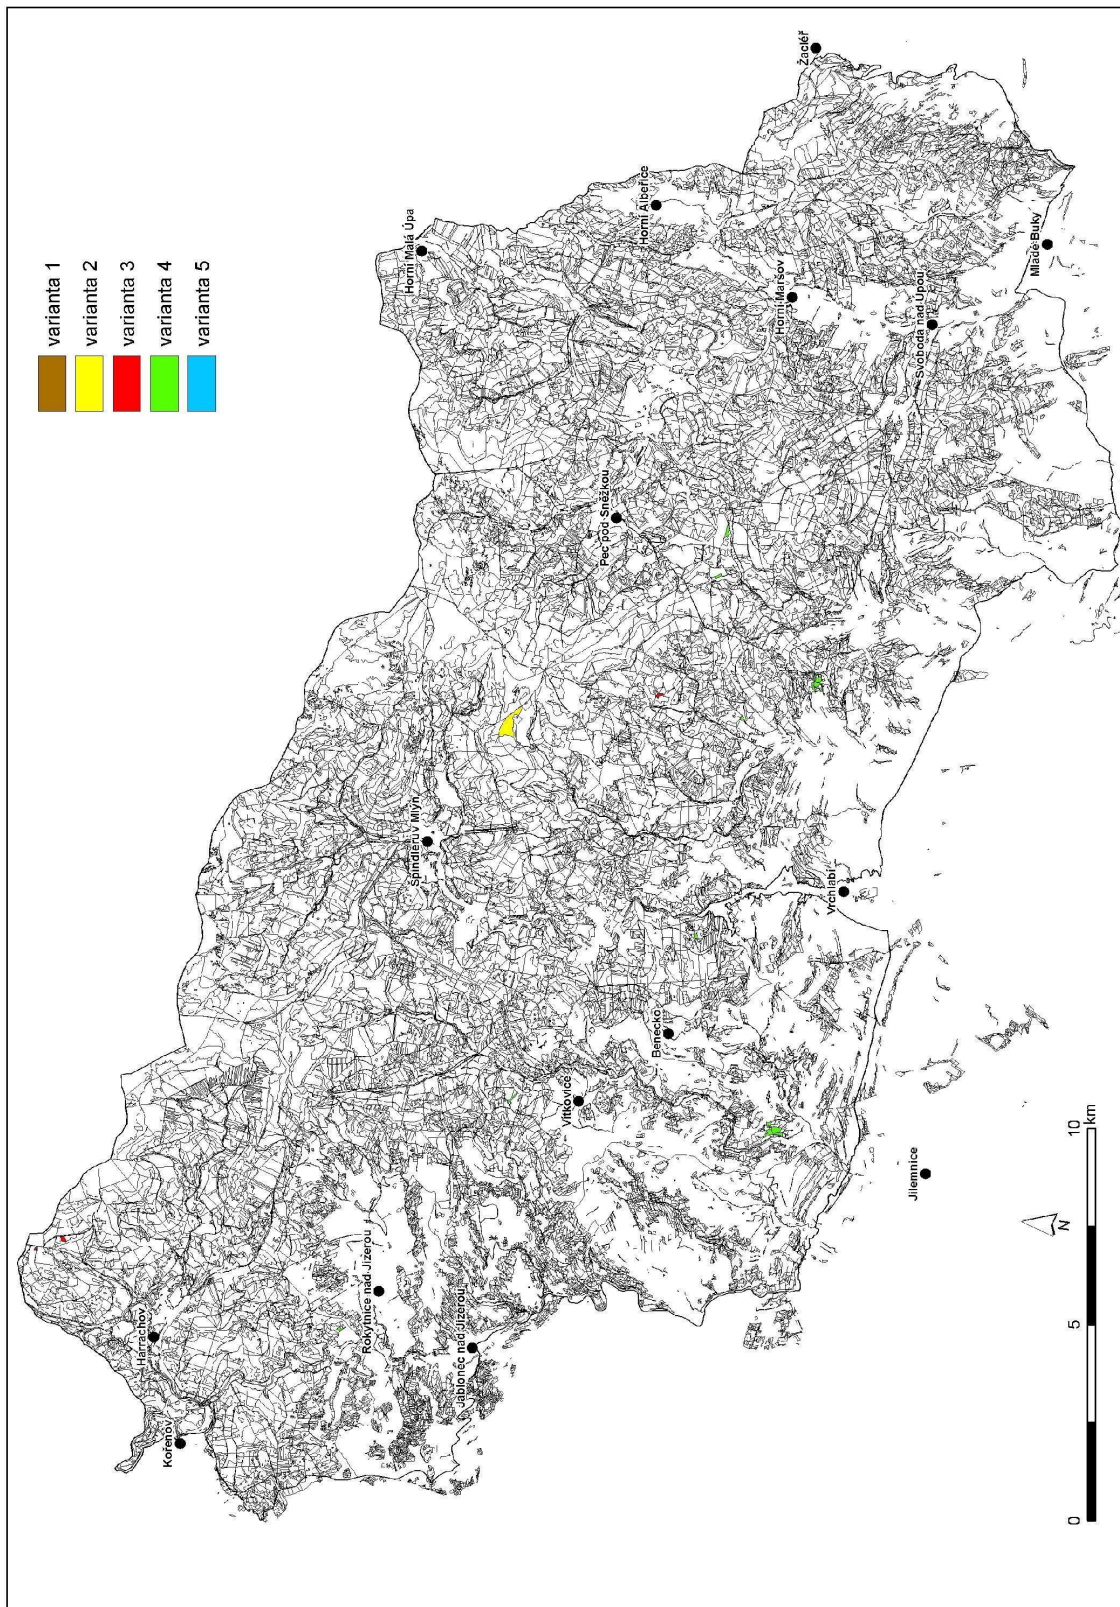 varianta 1
varianta 2
varianta 3
varianta 4
varianta 5
Harrachov
Kořenov
Rokytnice nad Jizerou
Jablonec nad Jizerou
Vítkovice
Benecko
Jilemnice
Vrchlabí
Špindlerův Mlýn
Pec pod Sněžkou
Horní Malá Úpa
Horní Albeřice
Horní Maršov
Svoboda nad Úpou
Mladé Buky
Žacléř
N
0 5 10
km